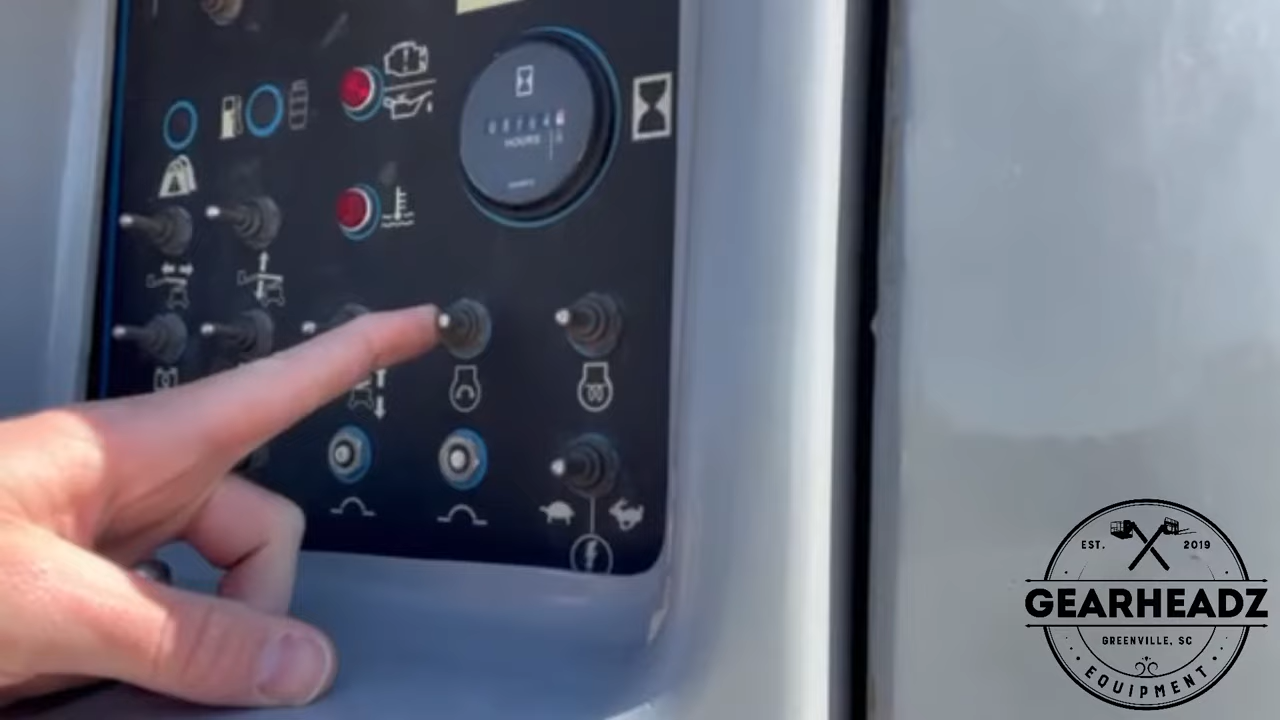 HOURS
EST. 2019
GEARHEADZ
GREENVILLE, SC
EQUIPMENT